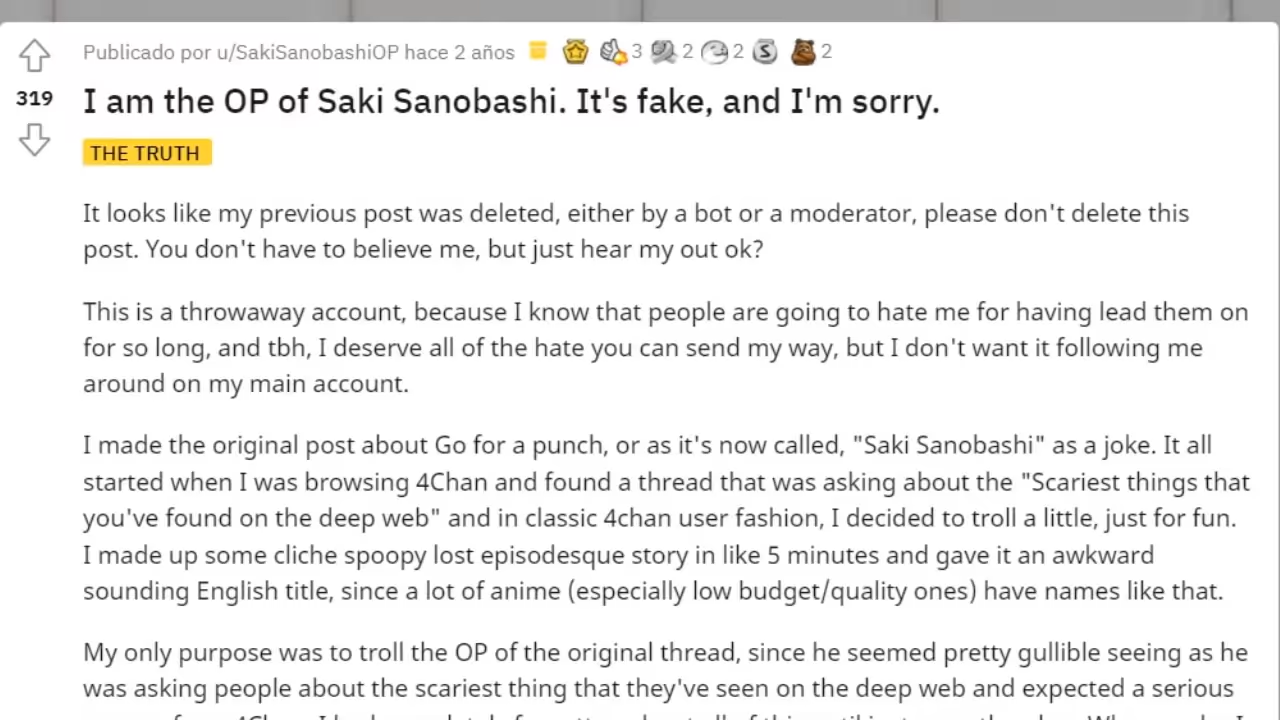 Publicado por u/SakiSanobashiOP hace 2 años 3 2 2 S 2
319
I am the OP of Saki Sanobashi. It's fake, and I'm sorry.
THE TRUTH
It looks like my previous post was deleted, either by a bot or a moderator, please don't delete this
post. You don't have to believe me, but just hear my out ok?
This is a throwaway account, because I know that people are going to hate me for having lead them on
for so long, and tbh, I deserve all of the hate you can send my way, but I don't want it following me
around on my main account.
I made the original post about Go for a punch, or as it's now called, "Saki Sanobashi" as a joke. It all
started when I was browsing 4Chan and found a thread that was asking about the "Scariest things that
you've found on the deep web" and in classic 4chan user fashion, I decided to troll a little, just for fun.
I made up some cliche spoopy lost episodesque story in like 5 minutes and gave it an awkward
sounding English title, since a lot of anime (especially low budget/quality ones) have names like that.
My only purpose was to troll the OP of the original thread, since he seemed pretty gullible seeing as he
was asking people about the scariest thing that they've seen on the deep web and expected a serious